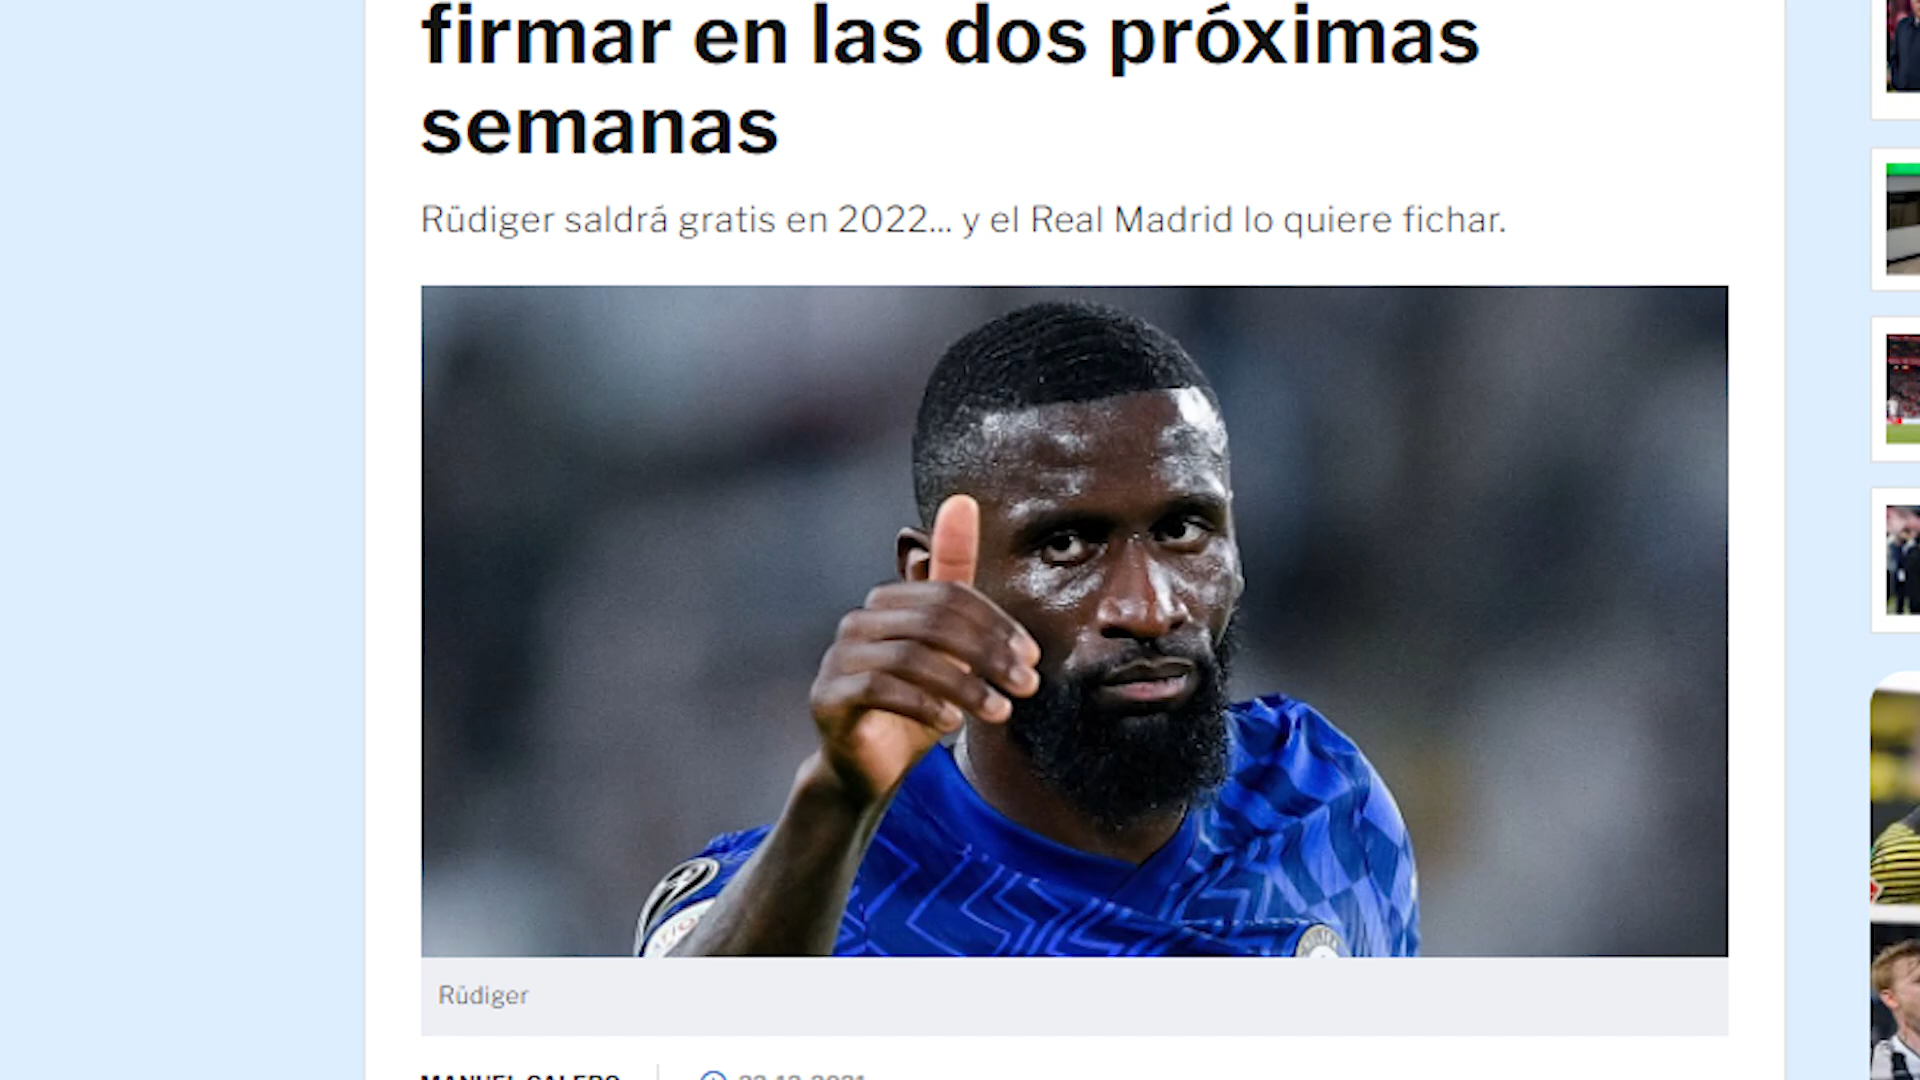 firmar en las dos próximas
semanas
Rüdiger saldrá gratis en 2022... y el Real Madrid lo quiere fichar.
Rüdiger
MANUEL CALERO